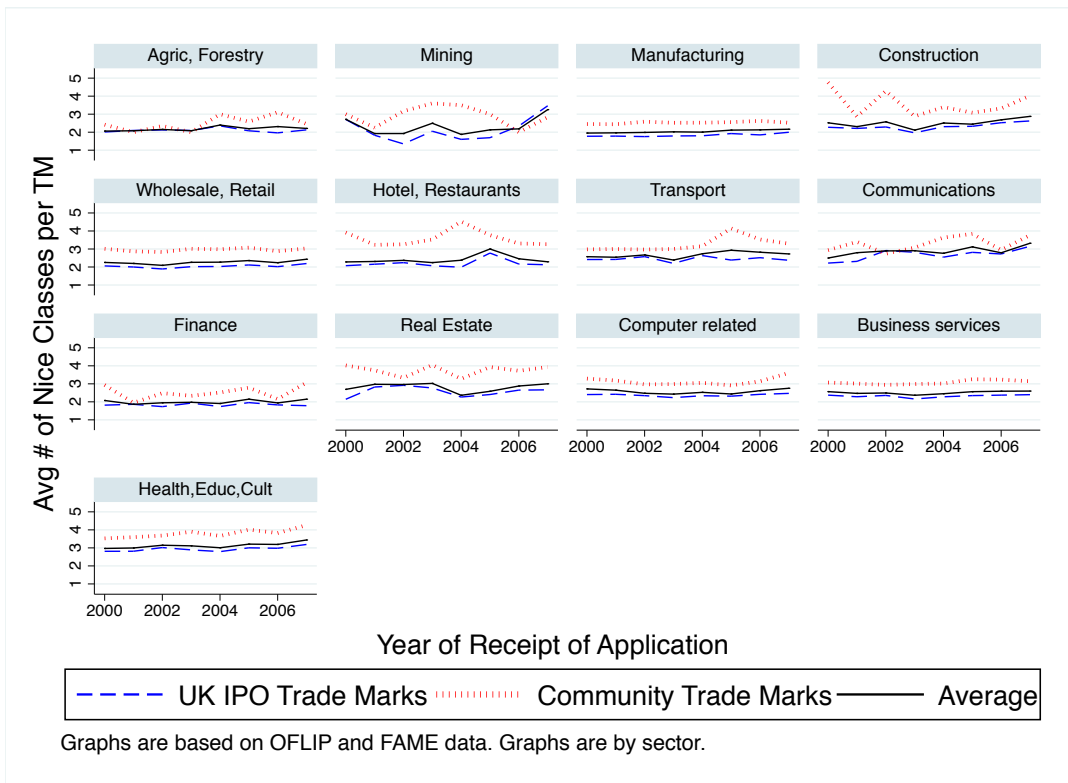 Avg # of Nice Classes per TM
Agric, Forestry Mining Manufacturing Construction
5
4
3
2
1
Wholesale, Retail Hotel, Restaurants Transport Communications
5
4
3
2
1
Finance Real Estate Computer related Business services
5
4
3
2
1
2000 2002 2004 2006 2000 2002 2004 2006 2000 2002 2004 2006
Health,Educ,Cult
5
4
3
2
1
2000 2002 2004 2006
Year of Receipt of Application
UK IPO Trade Marks Community Trade Marks Average
Graphs are based on OFLIP and FAME data. Graphs are by sector.